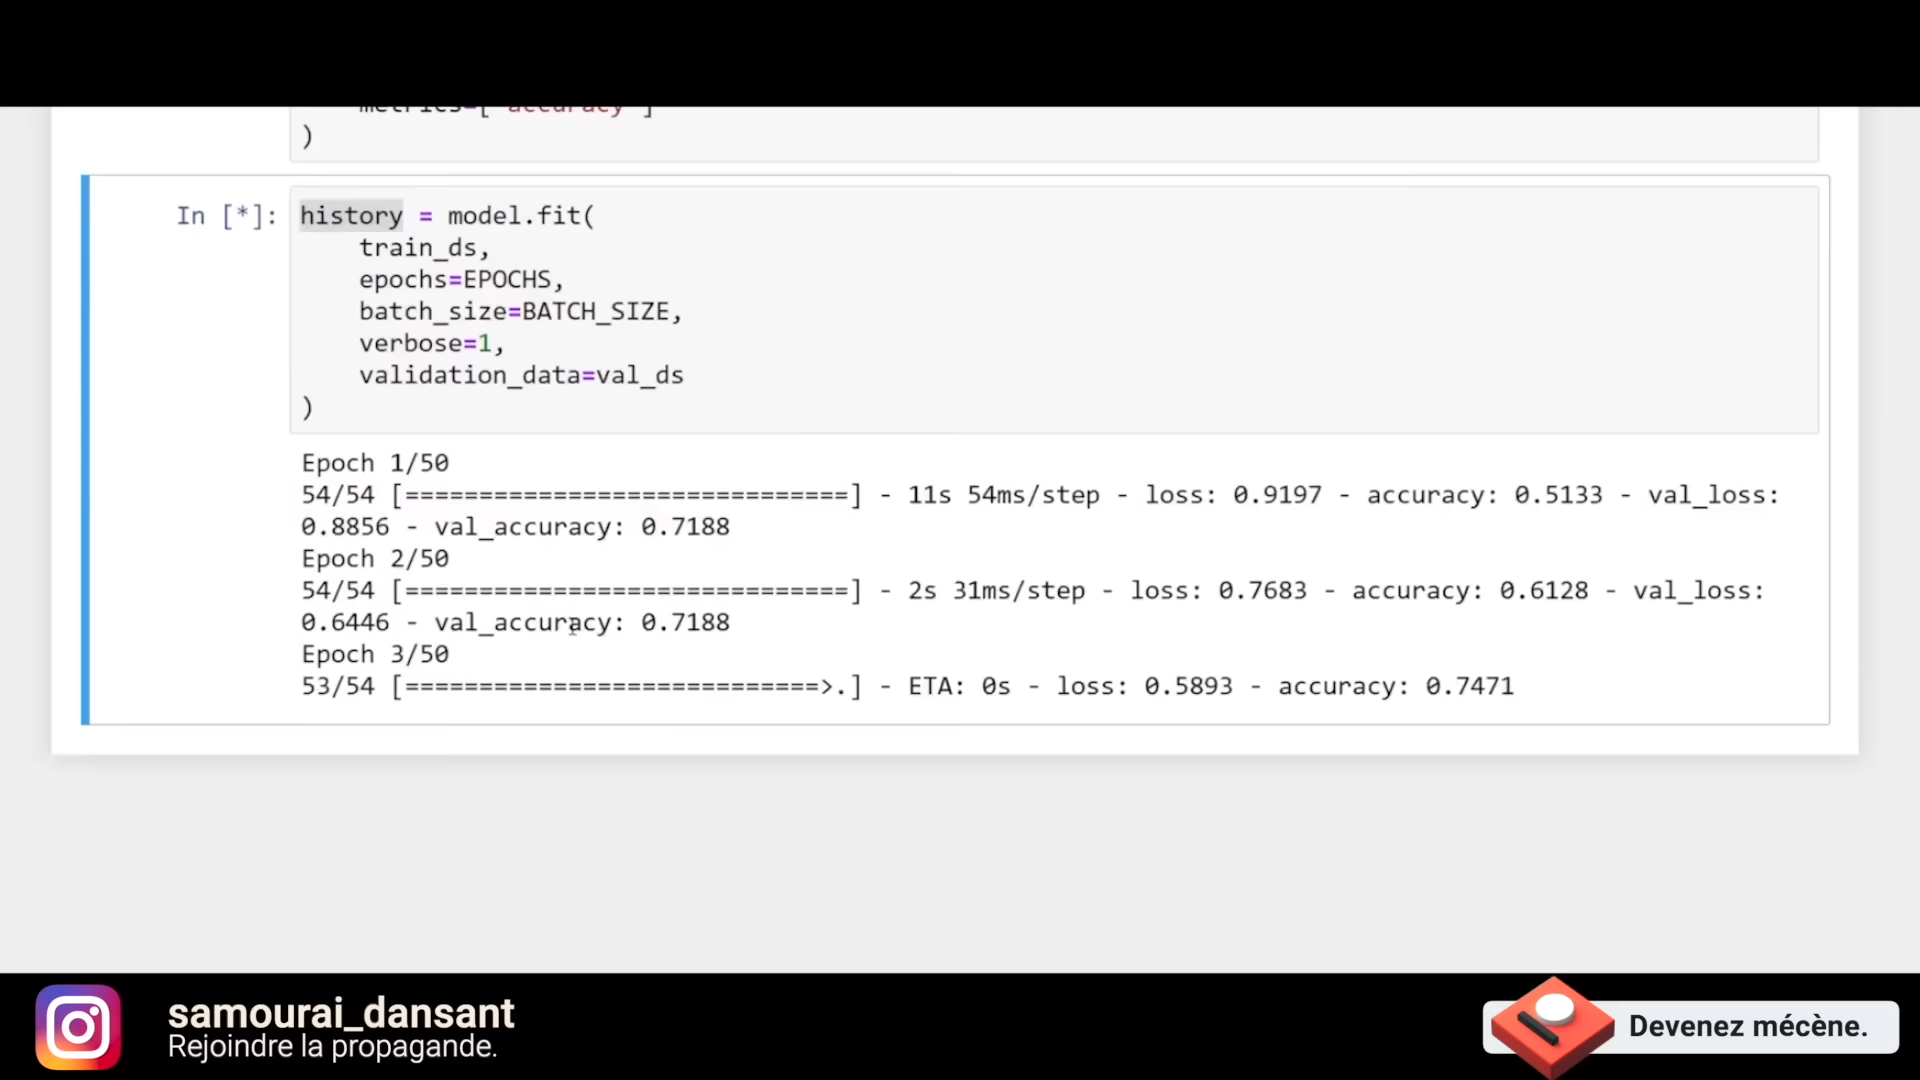 metrics=["accuracy"]
)
In [*]:
history = model.fit(
train_ds,
epochs=EPOCHS,
batch_size=BATCH_SIZE,
verbose=1,
validation_data=val_ds
)
Epoch 1/50
54/54 [==============================] - 11s 54ms/step - loss: 0.9197 - accuracy: 0.5133 - val_loss:
0.8856 - val_accuracy: 0.7188
Epoch 2/50
54/54 [==============================] - 2s 31ms/step - loss: 0.7683 - accuracy: 0.6128 - val_loss:
0.6446 - val_accuracy: 0.7188
Epoch 3/50
53/54 [============================>.] - ETA: 0s - loss: 0.5893 - accuracy: 0.7471
samourai_dansant
Rejoindre la propagande.
Devenez mécène.